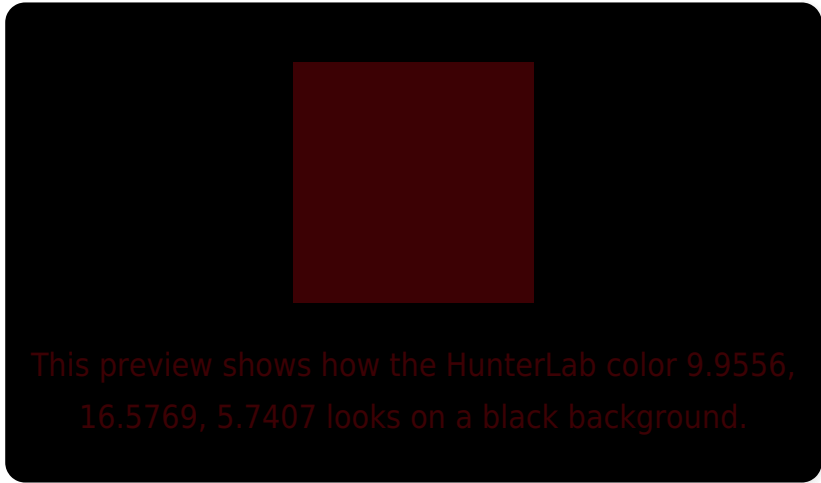 This preview shows how the HunterLab color 9.9556,
16.5769, 5.7407 looks on a black background.